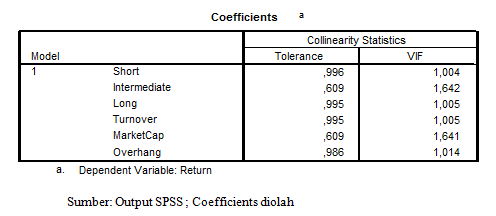 Coefficients a
Collinearity Statistics
Model Tolerance VIF
1 Short ,996 1,004
Intermediate ,609 1,642
Long ,995 1,005
Turnover ,995 1,005
MarketCap ,609 1,641
Overhang ,986 1,014
a. Dependent Variable: Return
Sumber: Output SPSS ; Coefficients diolah